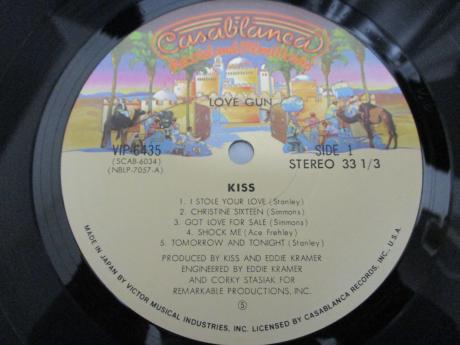 Casablanca
Record and FilmWorks
LOVE GUN
VIP-6435
(SCAB-6034)
(NBLP-7057-A)
SIDE 1
STEREO 33 1/3
KISS
1. I STOLE YOUR LOVE (Stanley)
2. CHRISTINE SIXTEEN (Simmons)
3. GOT LOVE FOR SALE (Simmons)
4. SHOCK ME (Ace Frehley)
5. TOMORROW AND TONIGHT (Stanley)
PRODUCED BY KISS AND EDDIE KRAMER
ENGINEERED BY EDDIE KRAMER
AND CORKY STASIAK FOR
REMARKABLE PRODUCTIONS, INC.
S
MADE IN JAPAN BY VICTOR MUSICAL INDUSTRIES, INC. LICENSED BY CASABLANCA RECORDS, INC., U.S.A.